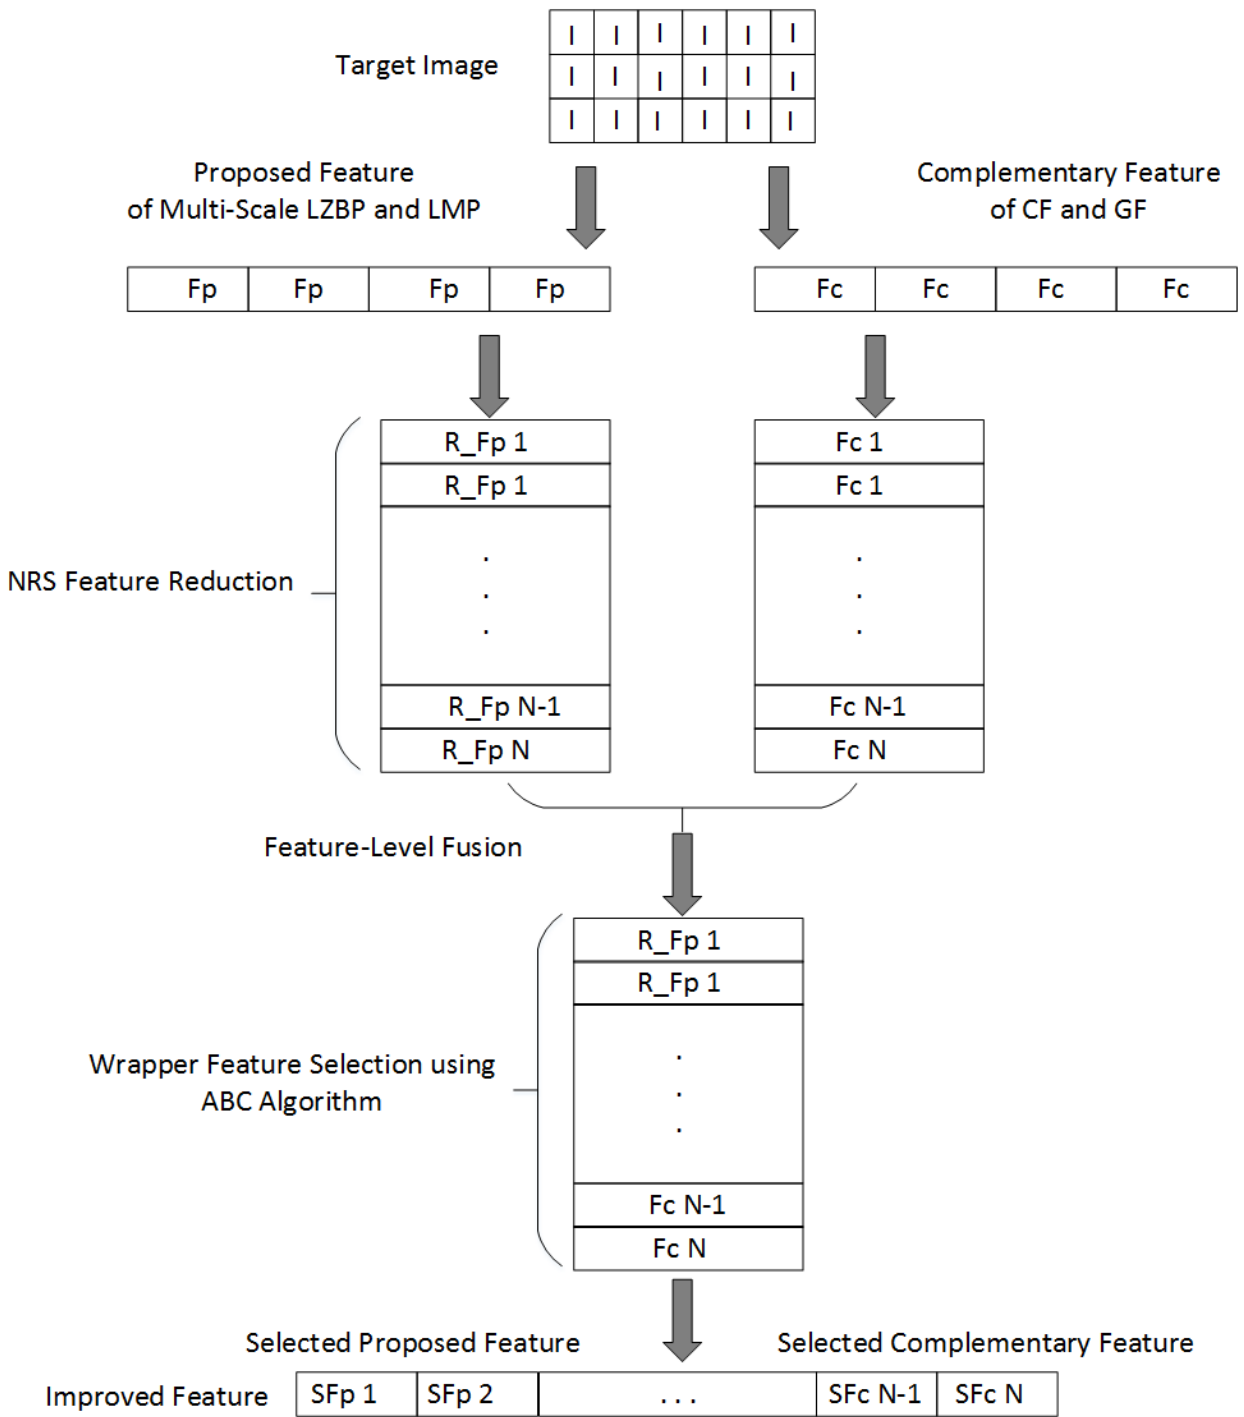 I I I I I I
Target Image
I I I I I I
I I I I I I
Proposed Feature
of Multi-Scale LZBP and LMP
Complementary Feature
of CF and GF
Fp Fp Fp Fp
Fc Fc Fc Fc
R_Fp 1
R_Fp 1
.
.
.
R_Fp N-1
R_Fp N
Fc 1
Fc 1
.
.
.
Fc N-1
Fc N
NRS Feature Reduction
Feature-Level Fusion
R_Fp 1
R_Fp 1
.
.
.
Fc N-1
Fc N
Wrapper Feature Selection using
ABC Algorithm
Selected Proposed Feature
Selected Complementary Feature
Improved Feature
SFp 1 SFp 2 . . . SFc N-1 SFc N